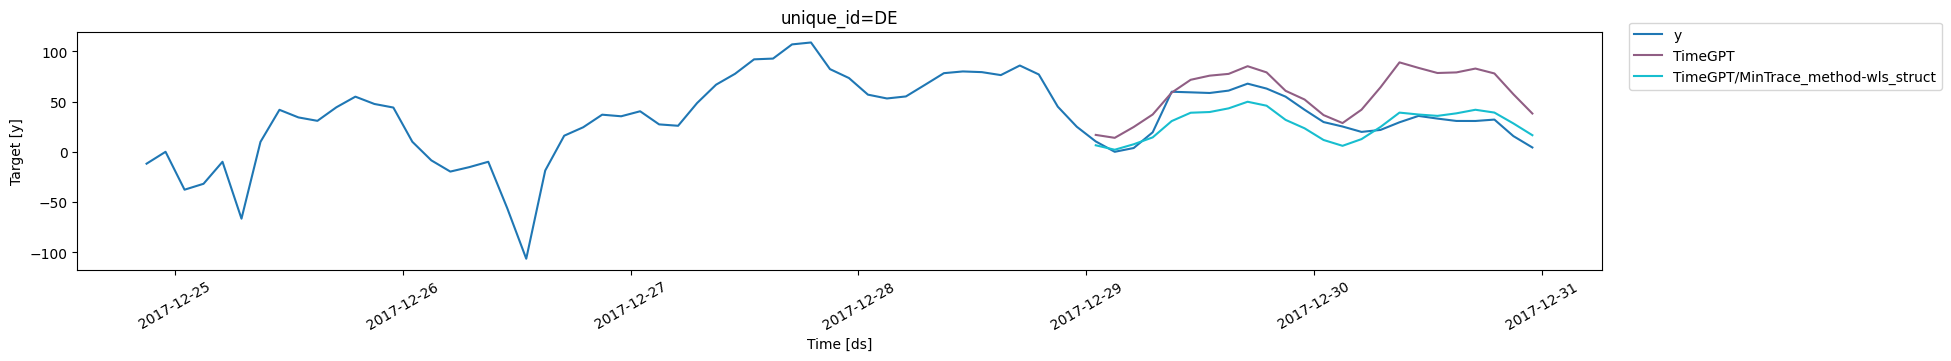 unique_id=DE
y
TimeGPT
TimeGPT/MinTrace_method-wls_struct
Target [y]
100
50
0
−50
−100
2017-12-25
2017-12-26
2017-12-27
2017-12-28
2017-12-29
2017-12-30
2017-12-31
Time [ds]